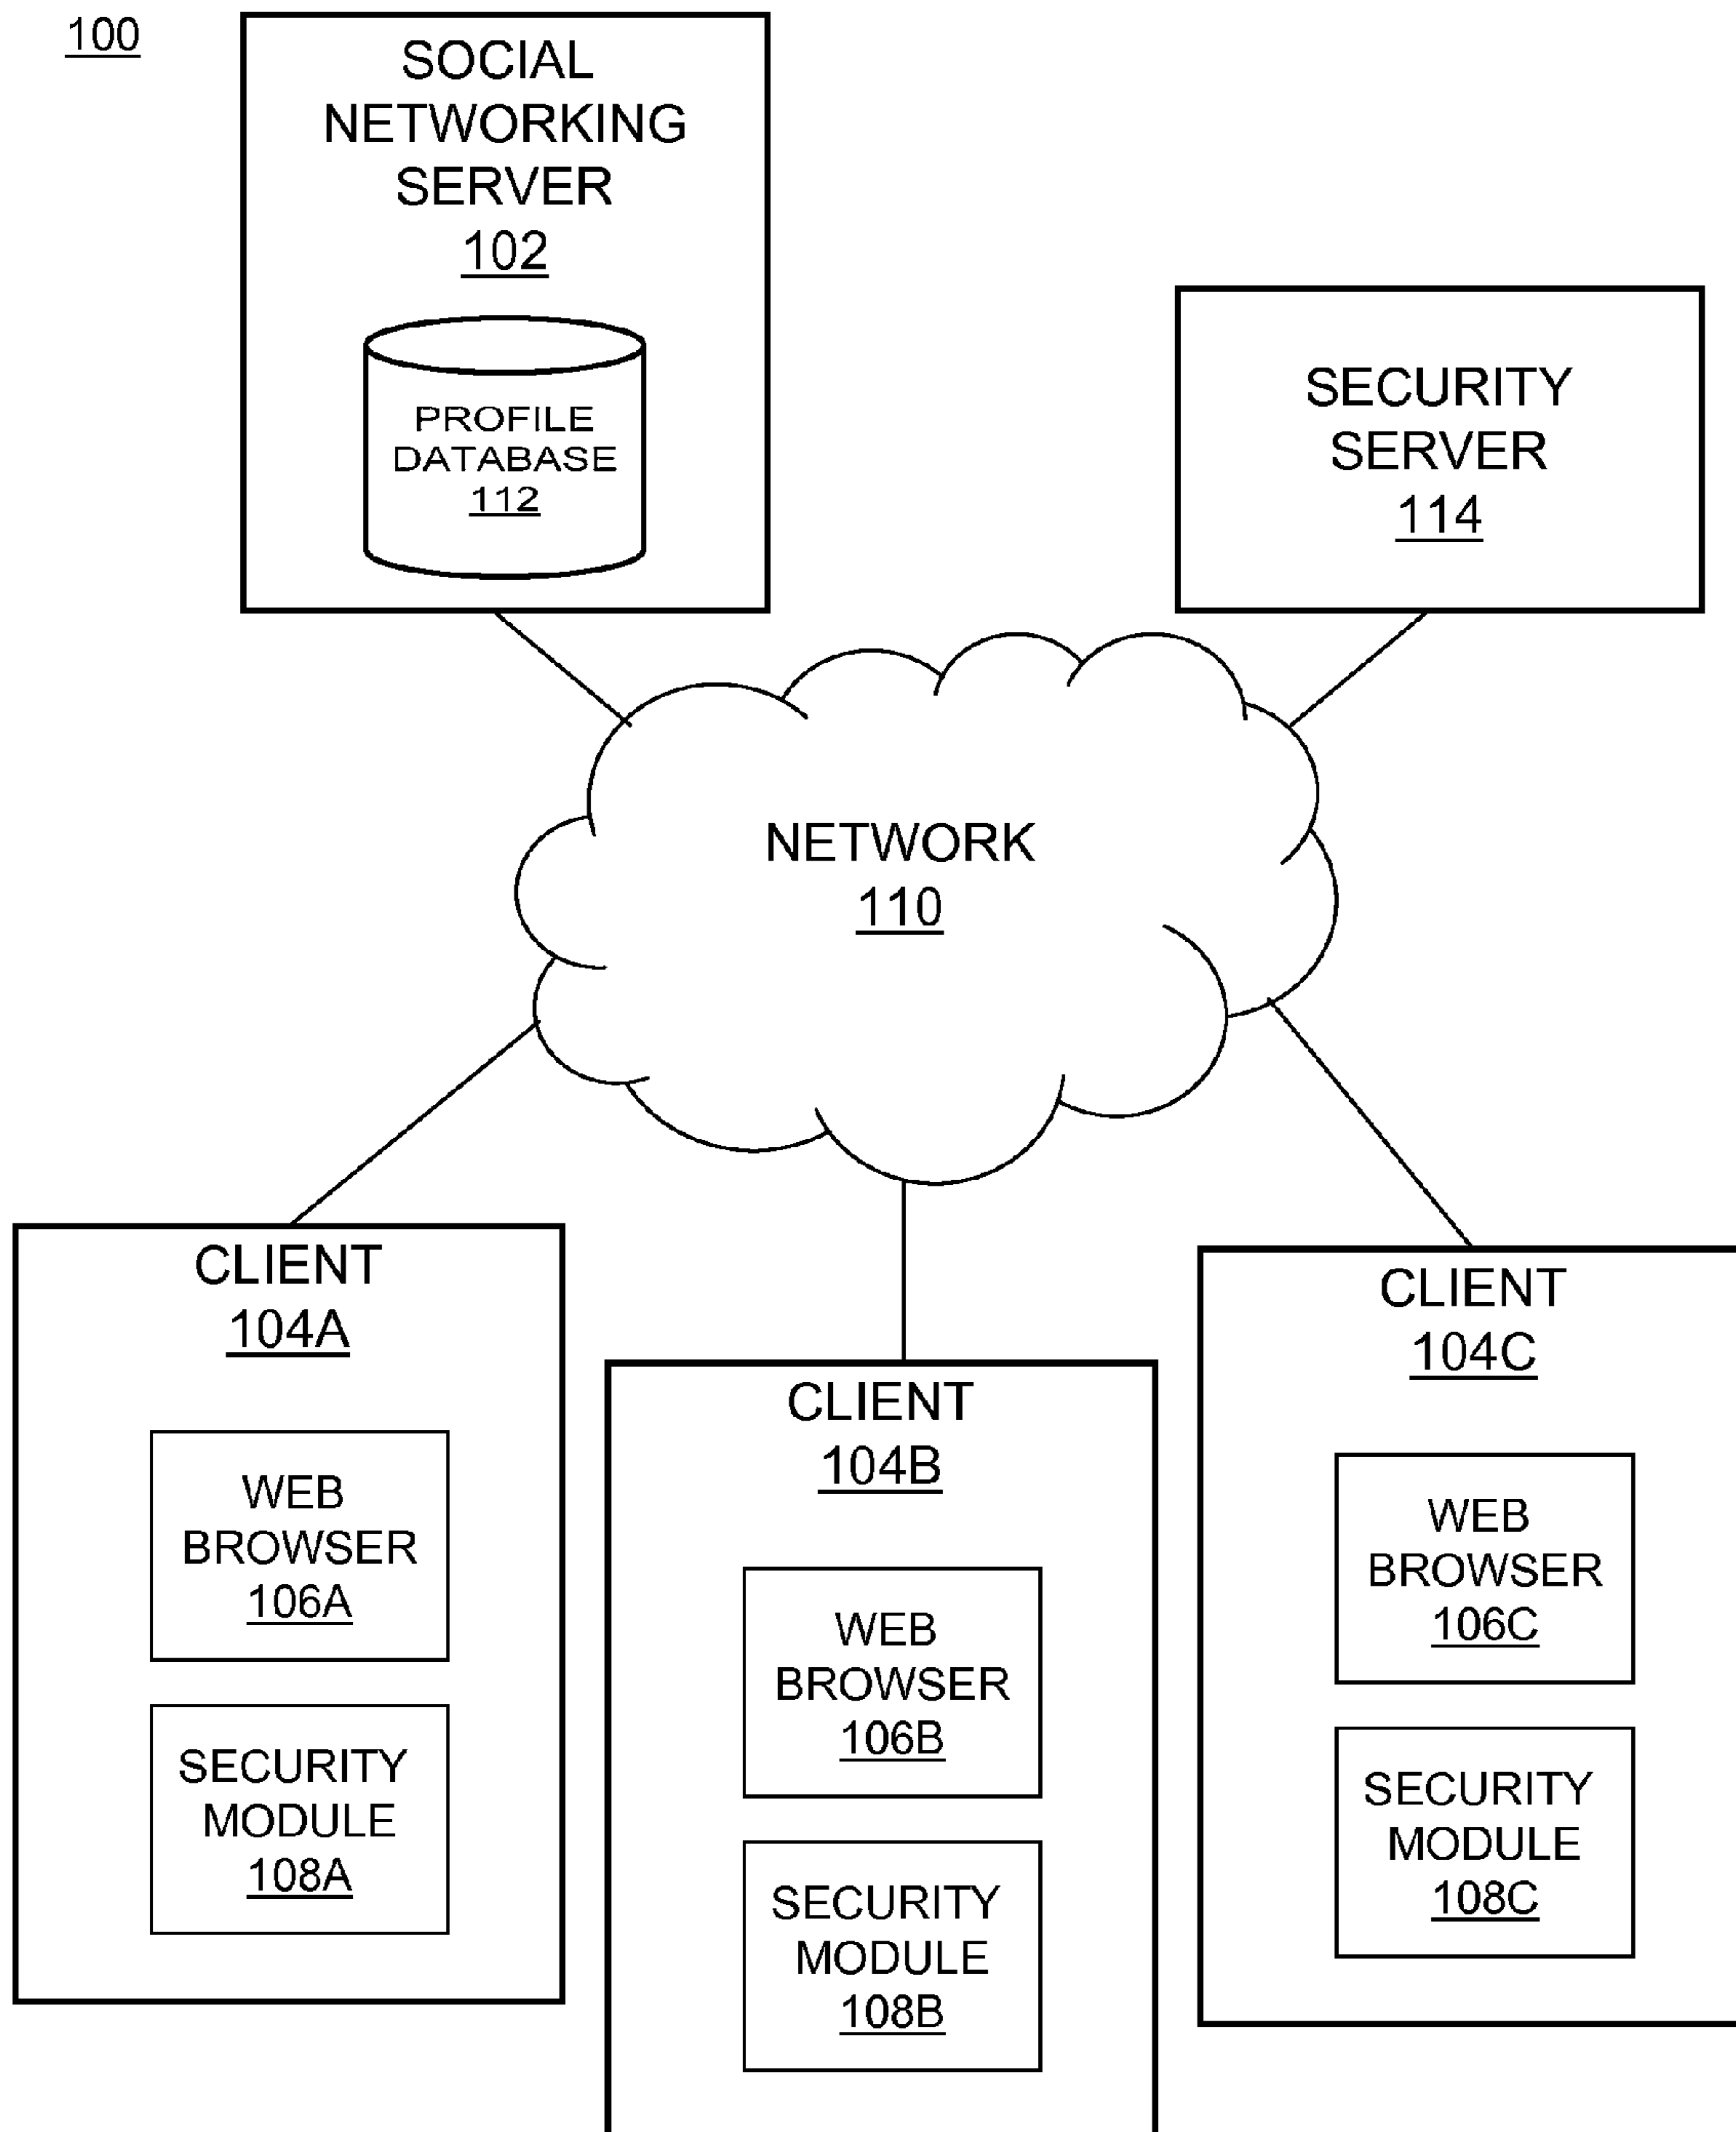 100
SOCIAL
NETWORKING
SERVER
102
PROFILE
DATABASE
112
SECURITY
SERVER
114
NETWORK
110
CLIENT
104A
WEB
BROWSER
106A
SECURITY
MODULE
108A
CLIENT
104B
WEB
BROWSER
106B
SECURITY
MODULE
108B
CLIENT
104C
WEB
BROWSER
106C
SECURITY
MODULE
108C